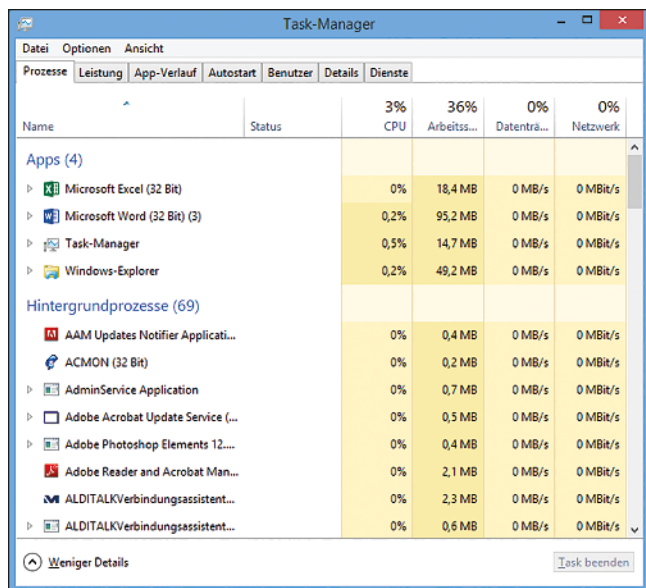 Task-Manager
Datei Optionen Ansicht
Prozesse Leistung App-Verlauf Autostart Benutzer Details Dienste
3% 36% 0% 0%
Name Status CPU Arbeitss... Datenträ... Netzwerk
Apps (4)
Microsoft Excel (32 Bit) 0% 18,4 MB 0 MB/s 0 MBit/s
Microsoft Word (32 Bit) (3) 0,2% 95,2 MB 0 MB/s 0 MBit/s
Task-Manager 0,5% 14,7 MB 0 MB/s 0 MBit/s
Windows-Explorer 0,2% 49,2 MB 0 MB/s 0 MBit/s
Hintergrundprozesse (69)
AAM Updates Notifier Applicati... 0% 0,4 MB 0 MB/s 0 MBit/s
ACMON (32 Bit) 0% 0,2 MB 0 MB/s 0 MBit/s
AdminService Application 0% 0,7 MB 0 MB/s 0 MBit/s
Adobe Acrobat Update Service (... 0% 0,5 MB 0 MB/s 0 MBit/s
Adobe Photoshop Elements 12.... 0% 0,4 MB 0 MB/s 0 MBit/s
Adobe Reader and Acrobat Man... 0% 2,1 MB 0 MB/s 0 MBit/s
ALDITALKVerbindungsassistent... 0% 2,3 MB 0 MB/s 0 MBit/s
ALDITALKVerbindungsassistent... 0% 0,6 MB 0 MB/s 0 MBit/s
Weniger Details Task beenden